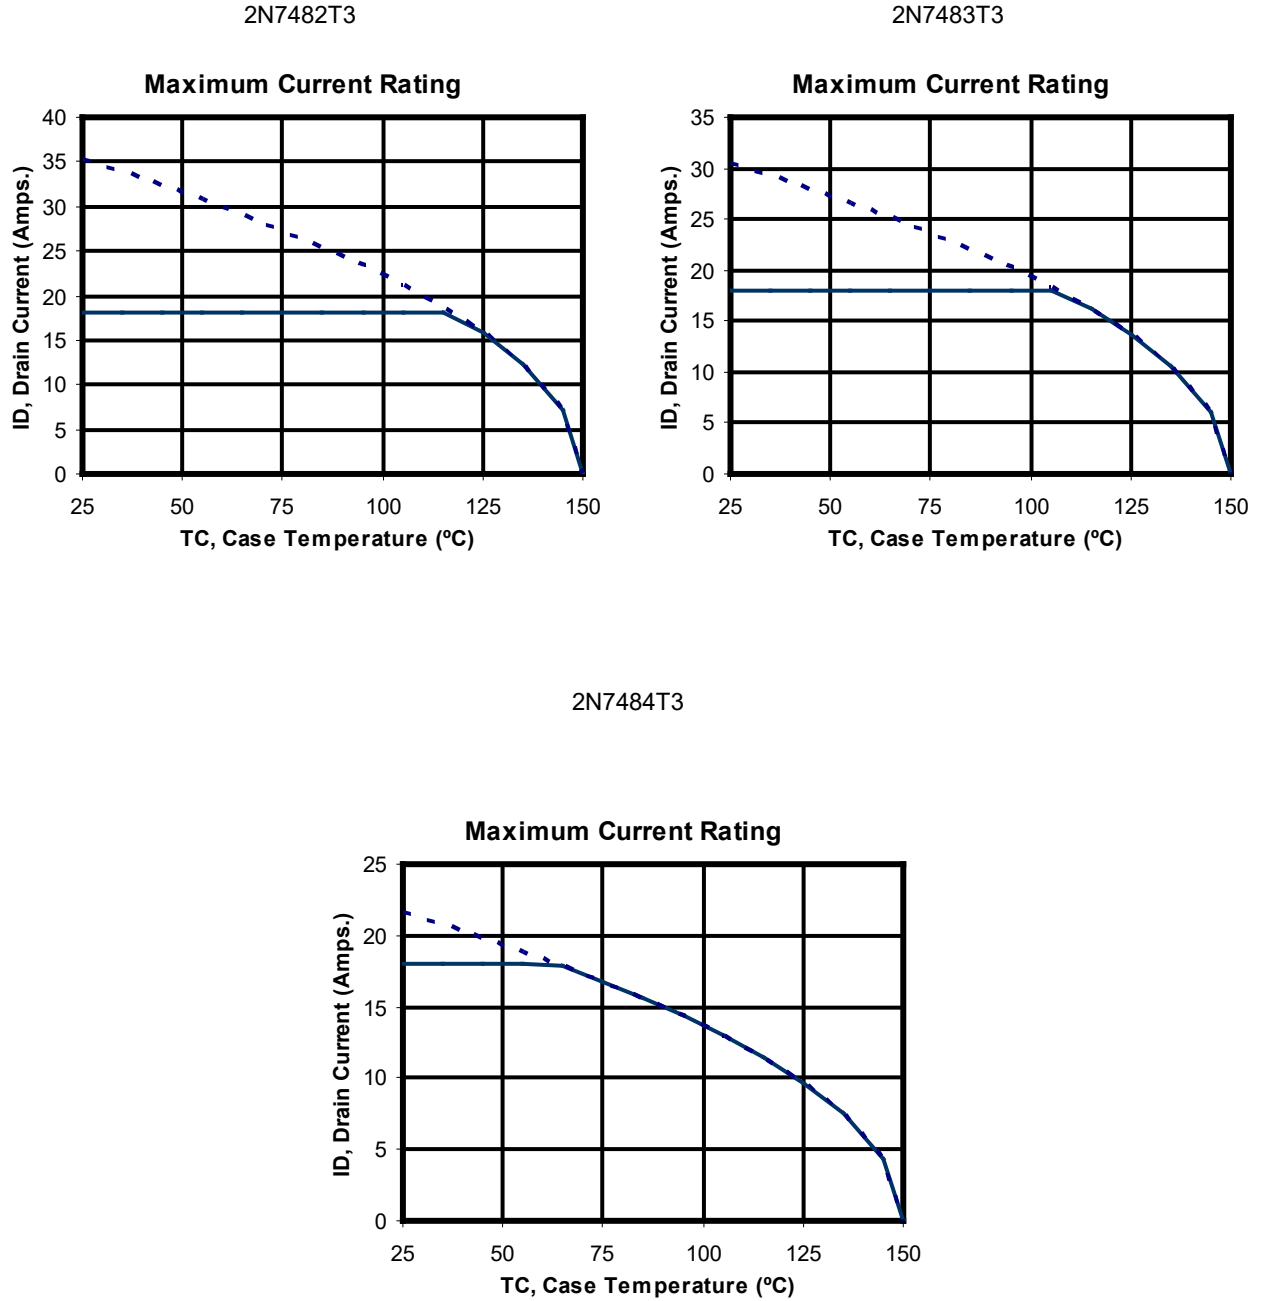 2N7482T3
Maximum Current Rating
40
35
30
25
20
15
10
5
0
ID, Drain Current (Amps.)
25 50 75 100 125 150
TC, Case Temperature (ºC)
2N7483T3
Maximum Current Rating
35
30
25
20
15
10
5
0
ID, Drain Current (Amps.)
25 50 75 100 125 150
TC, Case Temperature (ºC)
2N7484T3
Maximum Current Rating
25
20
15
10
5
0
ID, Drain Current (Amps.)
25 50 75 100 125 150
TC, Case Temperature (ºC)